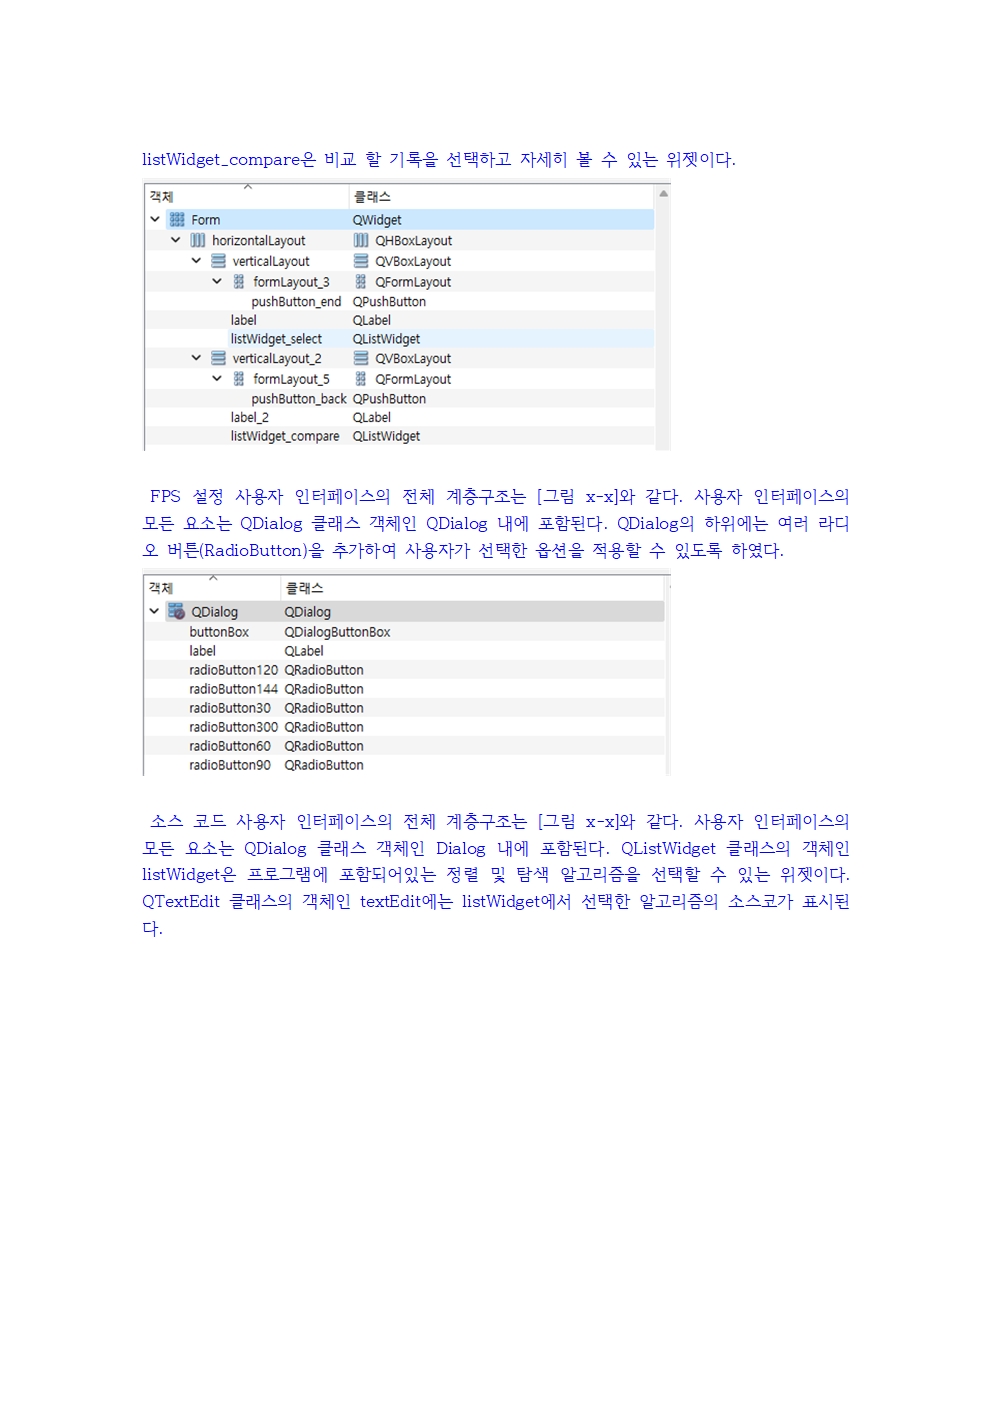 listWidget_compare은 비교 할 기록을 선택하고 자세히 볼 수 있는 위젯이다.
객체 클래스
Form QWidget
horizontalLayout QHBoxLayout
verticalLayout QVBoxLayout
formLayout_3 QFormLayout
pushButton_end QPushButton
label QLabel
listWidget_select QListWidget
verticalLayout_2 QVBoxLayout
formLayout_5 QFormLayout
pushButton_back QPushButton
label_2 QLabel
listWidget_compare QListWidget
FPS 설정 사용자 인터페이스의 전체 계층구조는 [그림 x-x]와 같다. 사용자 인터페이스의
모든 요소는 QDialog 클래스 객체인 QDialog 내에 포함된다. QDialog의 하위에는 여러 라디
오 버튼(RadioButton)을 추가하여 사용자가 선택한 옵션을 적용할 수 있도록 하였다.
객체 클래스
QDialog QDialog
buttonBox QDialogButtonBox
label QLabel
radioButton120 QRadioButton
radioButton144 QRadioButton
radioButton30 QRadioButton
radioButton300 QRadioButton
radioButton60 QRadioButton
radioButton90 QRadioButton
소스 코드 사용자 인터페이스의 전체 계층구조는 [그림 x-x]와 같다. 사용자 인터페이스의
모든 요소는 QDialog 클래스 객체인 Dialog 내에 포함된다. QListWidget 클래스의 객체인
listWidget은 프로그램에 포함되어있는 정렬 및 탐색 알고리즘을 선택할 수 있는 위젯이다.
QTextEdit 클래스의 객체인 textEdit에는 listWidget에서 선택한 알고리즘의 소스코가 표시된
다.